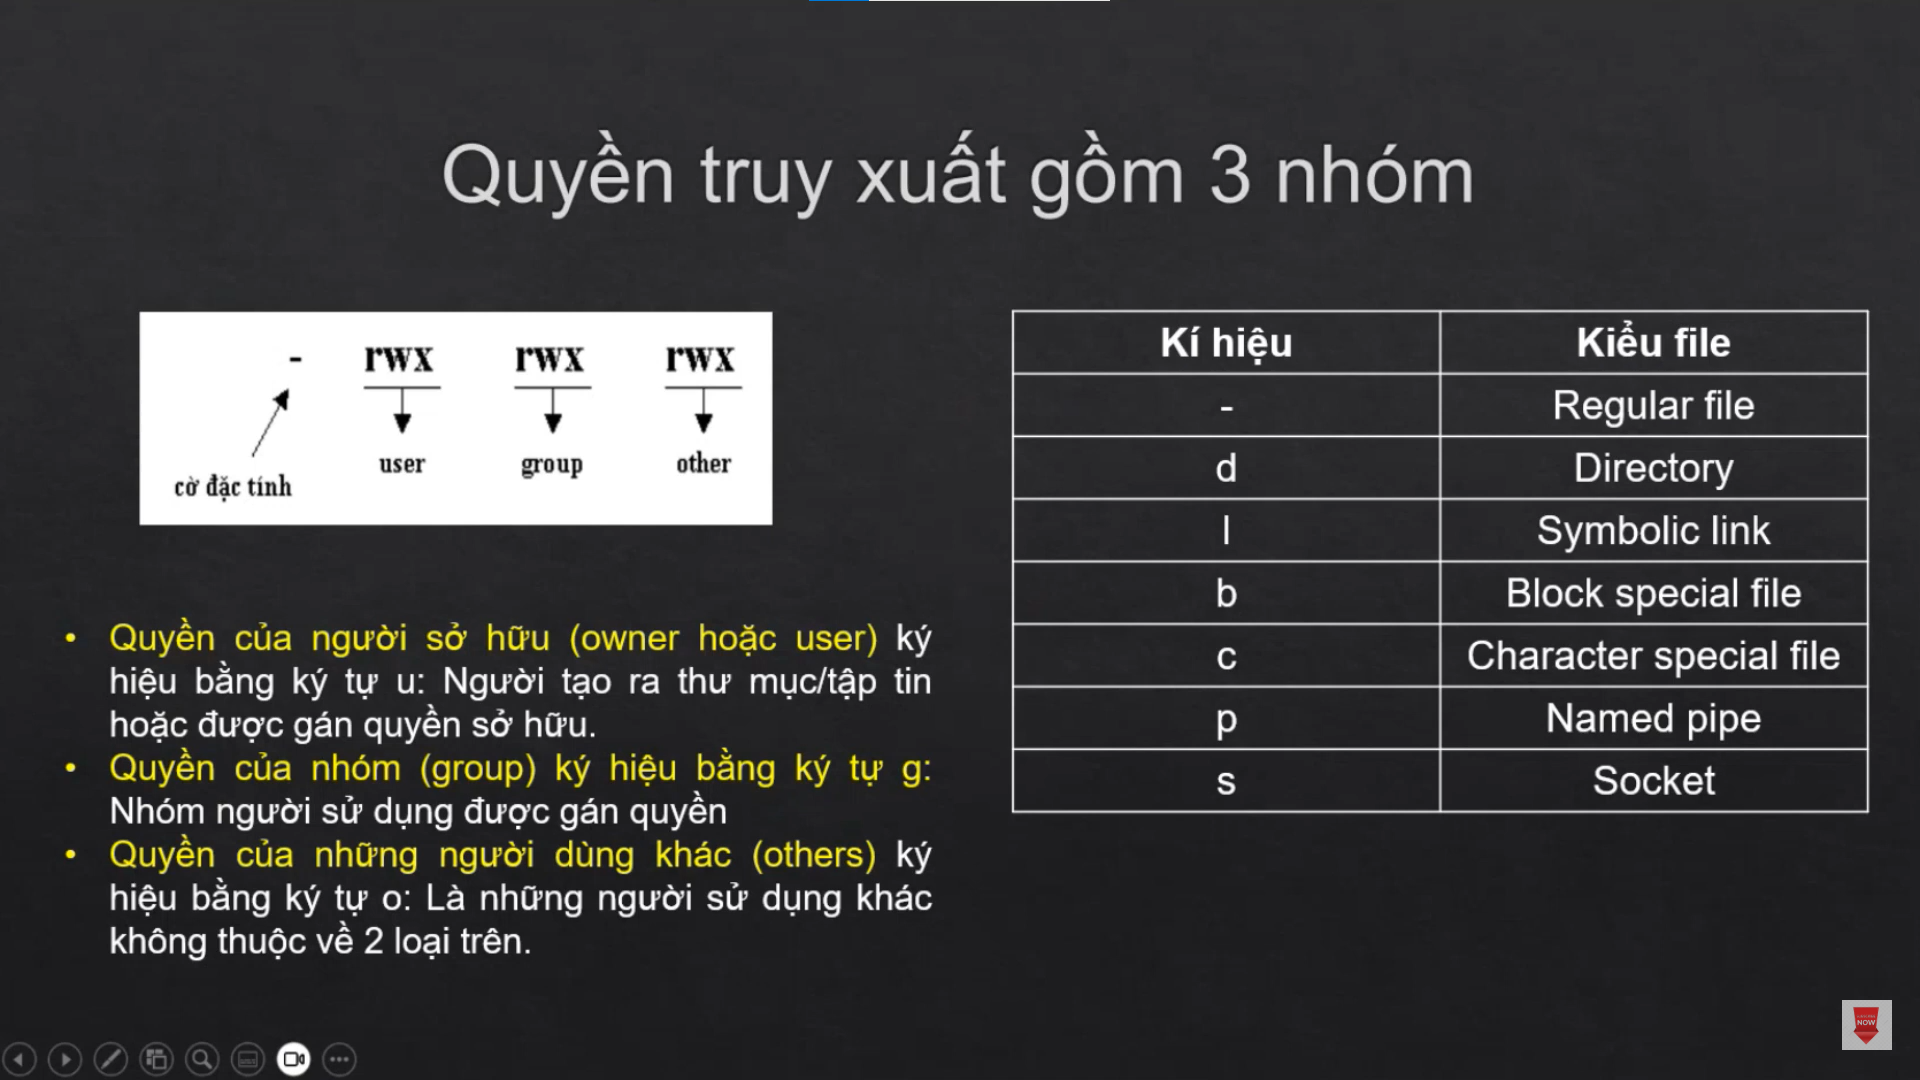 Quyền truy xuất gồm 3 nhóm
- rwx rwx rwx
user group other
cờ đặc tính
• Quyền của người sở hữu (owner hoặc user) ký
hiệu bằng ký tự u: Người tạo ra thư mục/tập tin
hoặc được gán quyền sở hữu.
• Quyền của nhóm (group) ký hiệu bằng ký tự g:
Nhóm người sử dụng được gán quyền
• Quyền của những người dùng khác (others) ký
hiệu bằng ký tự o: Là những người sử dụng khác
không thuộc về 2 loại trên.
Kí hiệu Kiểu file
- Regular file
d Directory
l Symbolic link
b Block special file
c Character special file
p Named pipe
s Socket
NOW